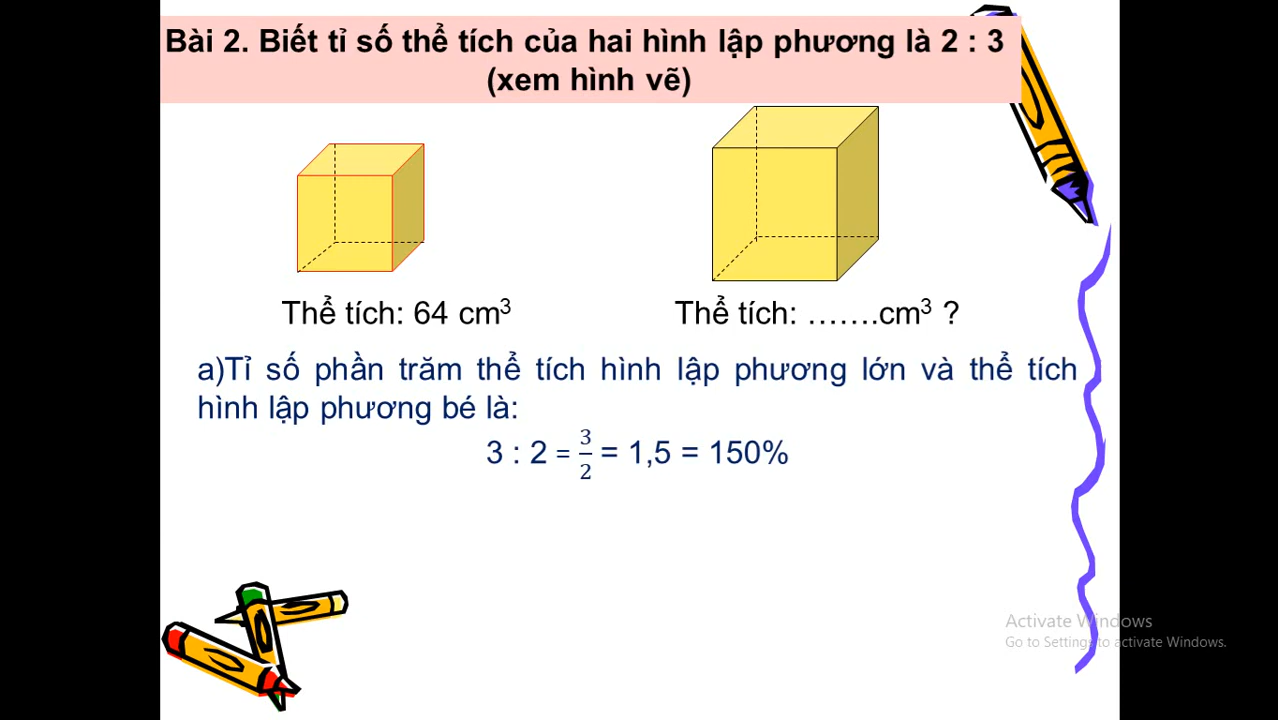 Bài 2. Biết tỉ số thể tích của hai hình lập phương là 2 : 3
(xem hình vẽ)
Thể tích: 64 cm³
Thể tích: …….cm³ ?
a)Tỉ số phần trăm thể tích hình lập phương lớn và thể tích
hình lập phương bé là:
3 : 2 = 3/2 = 1,5 = 150%
Activate Windows
Go to Settings to activate Windows.